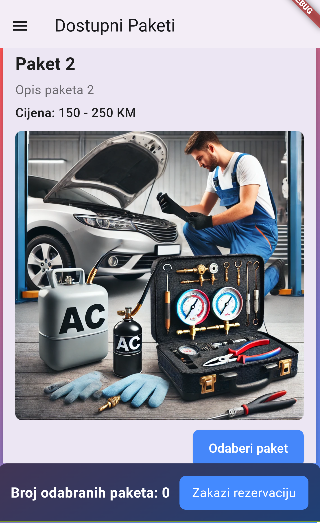 Dostupni Paketi
Paket 2
Opis paketa 2
Cijena: 150 - 250 KM
AC
AC
Odaberi paket
Broj odabranih paketa: 0
Zakazi rezervaciju